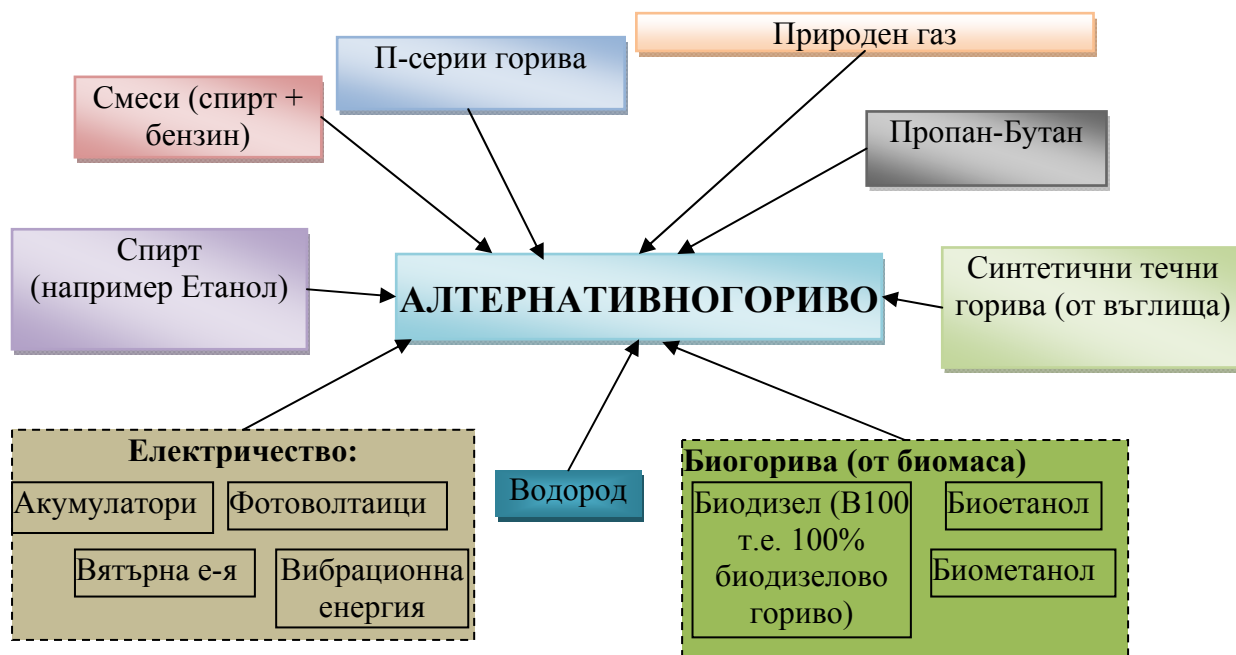 Природен газ
П-серии горива
Смеси (спирт +
бензин)
Пропан-Бутан
Спирт
(например Етанол)
АЛТЕРНАТИВНОГОРИВО
Синтетични течни
горива (от въглища)
Електричество:
Акумулатори
Фотоволтаици
Вятърна е-я
Вибрационна
енергия
Водород
Биогорива (от биомаса)
Биодизел (В100
т.е. 100%
биодизелово
гориво)
Биоетанол
Биометанол